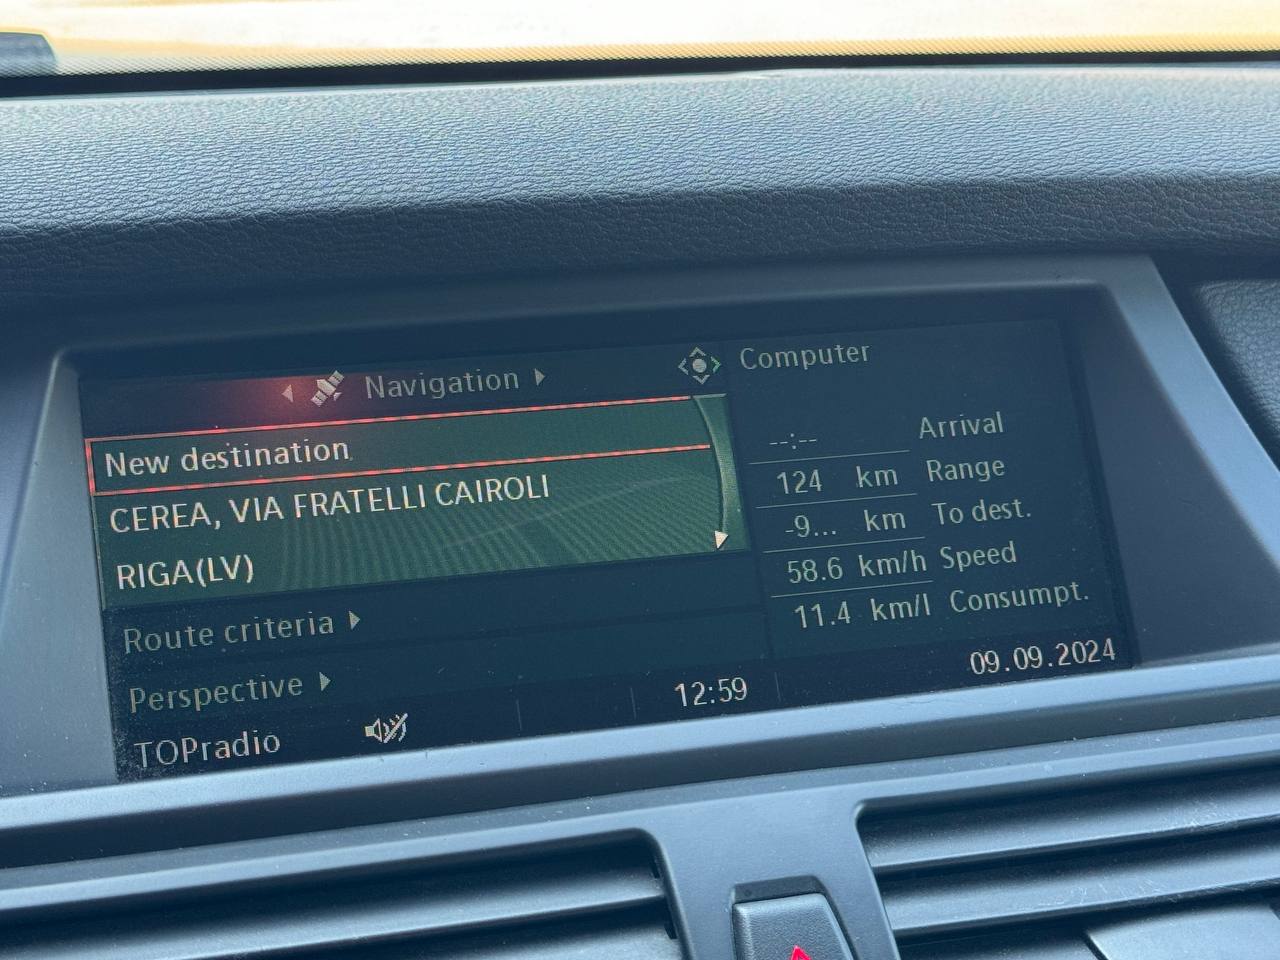 Navigation
New destination
CEREA, VIA FRATELLI CAIROLI
RIGA(LV)
Route criteria
Perspective
TOPradio
12:59
Computer
--:-- Arrival
124 km Range
-9... km To dest.
58.6 km/h Speed
11.4 km/l Consumpt.
09.09.2024